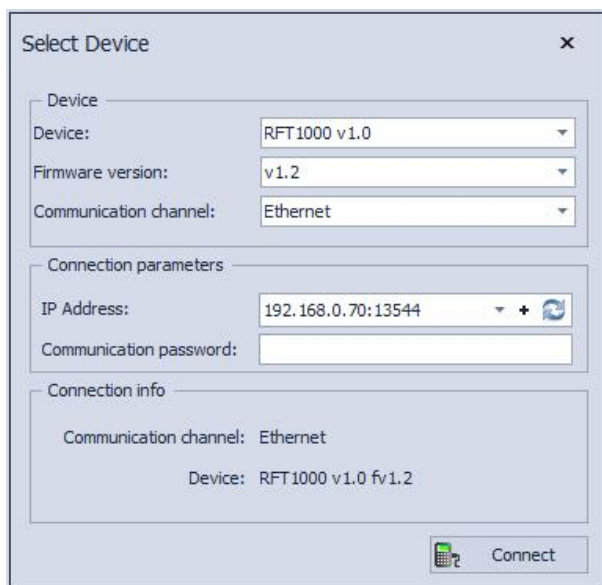 Select Device
Device
Device: RFT1000 v1.0
Firmware version: v1.2
Communication channel: Ethernet
Connection parameters
IP Address: 192.168.0.70:13544
Communication password:
Connection info
Communication channel: Ethernet
Device: RFT1000 v1.0 fv1.2
Connect